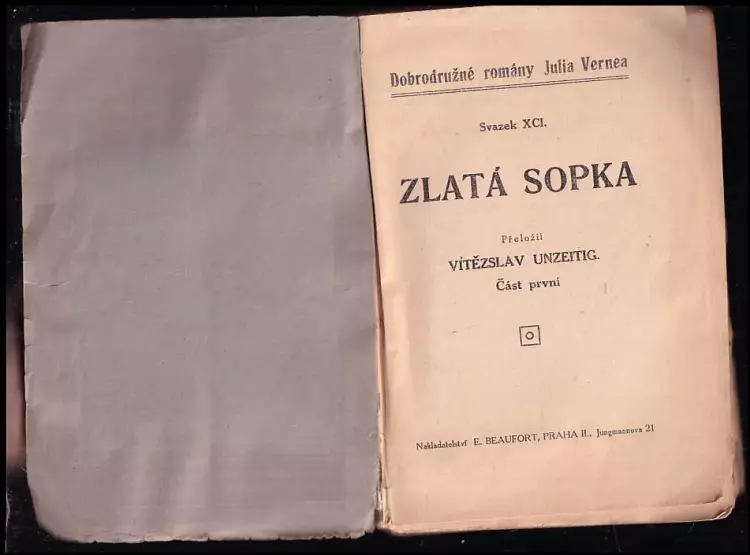 Dobrodružné romány Julia Vernea
Svazek XCI.
ZLATÁ SOPKA
Přeložil
VÍTĚZSLAV UNZEITIG.
Část první
Nakladatelství E. BEAUFORT, PRAHA II., Jungmannova 21